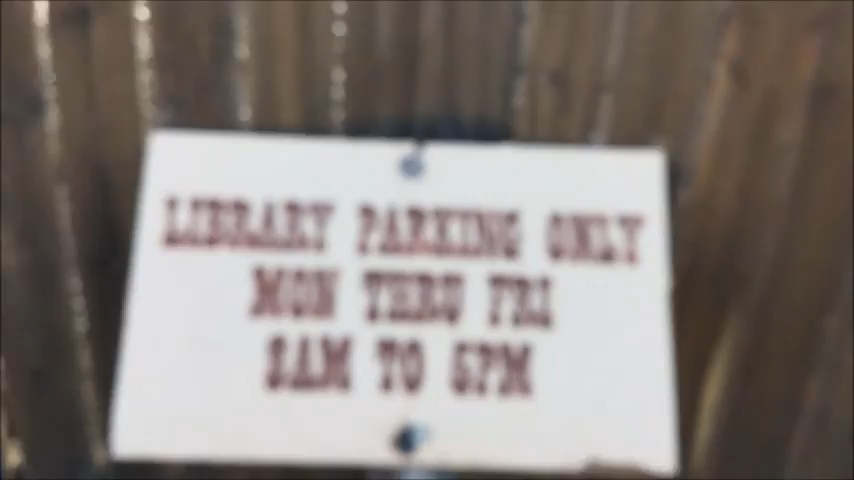 LIBRARY PARKING ONLY
MON THRU FRI
8AM TO 5PM